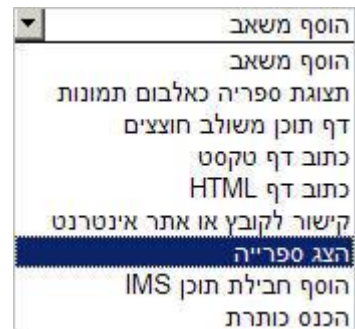 הוסף משאב
הוסף משאב
תצוגת ספריה כאלבום תמונות
דף תוכן משולב חוצצים
כתוב דף טקסט
כתוב דף HTML
קישור לקובץ או אתר אינטרנט
הצג ספרייה
הוסף חבילת תוכן IMS
הכנס כותרת